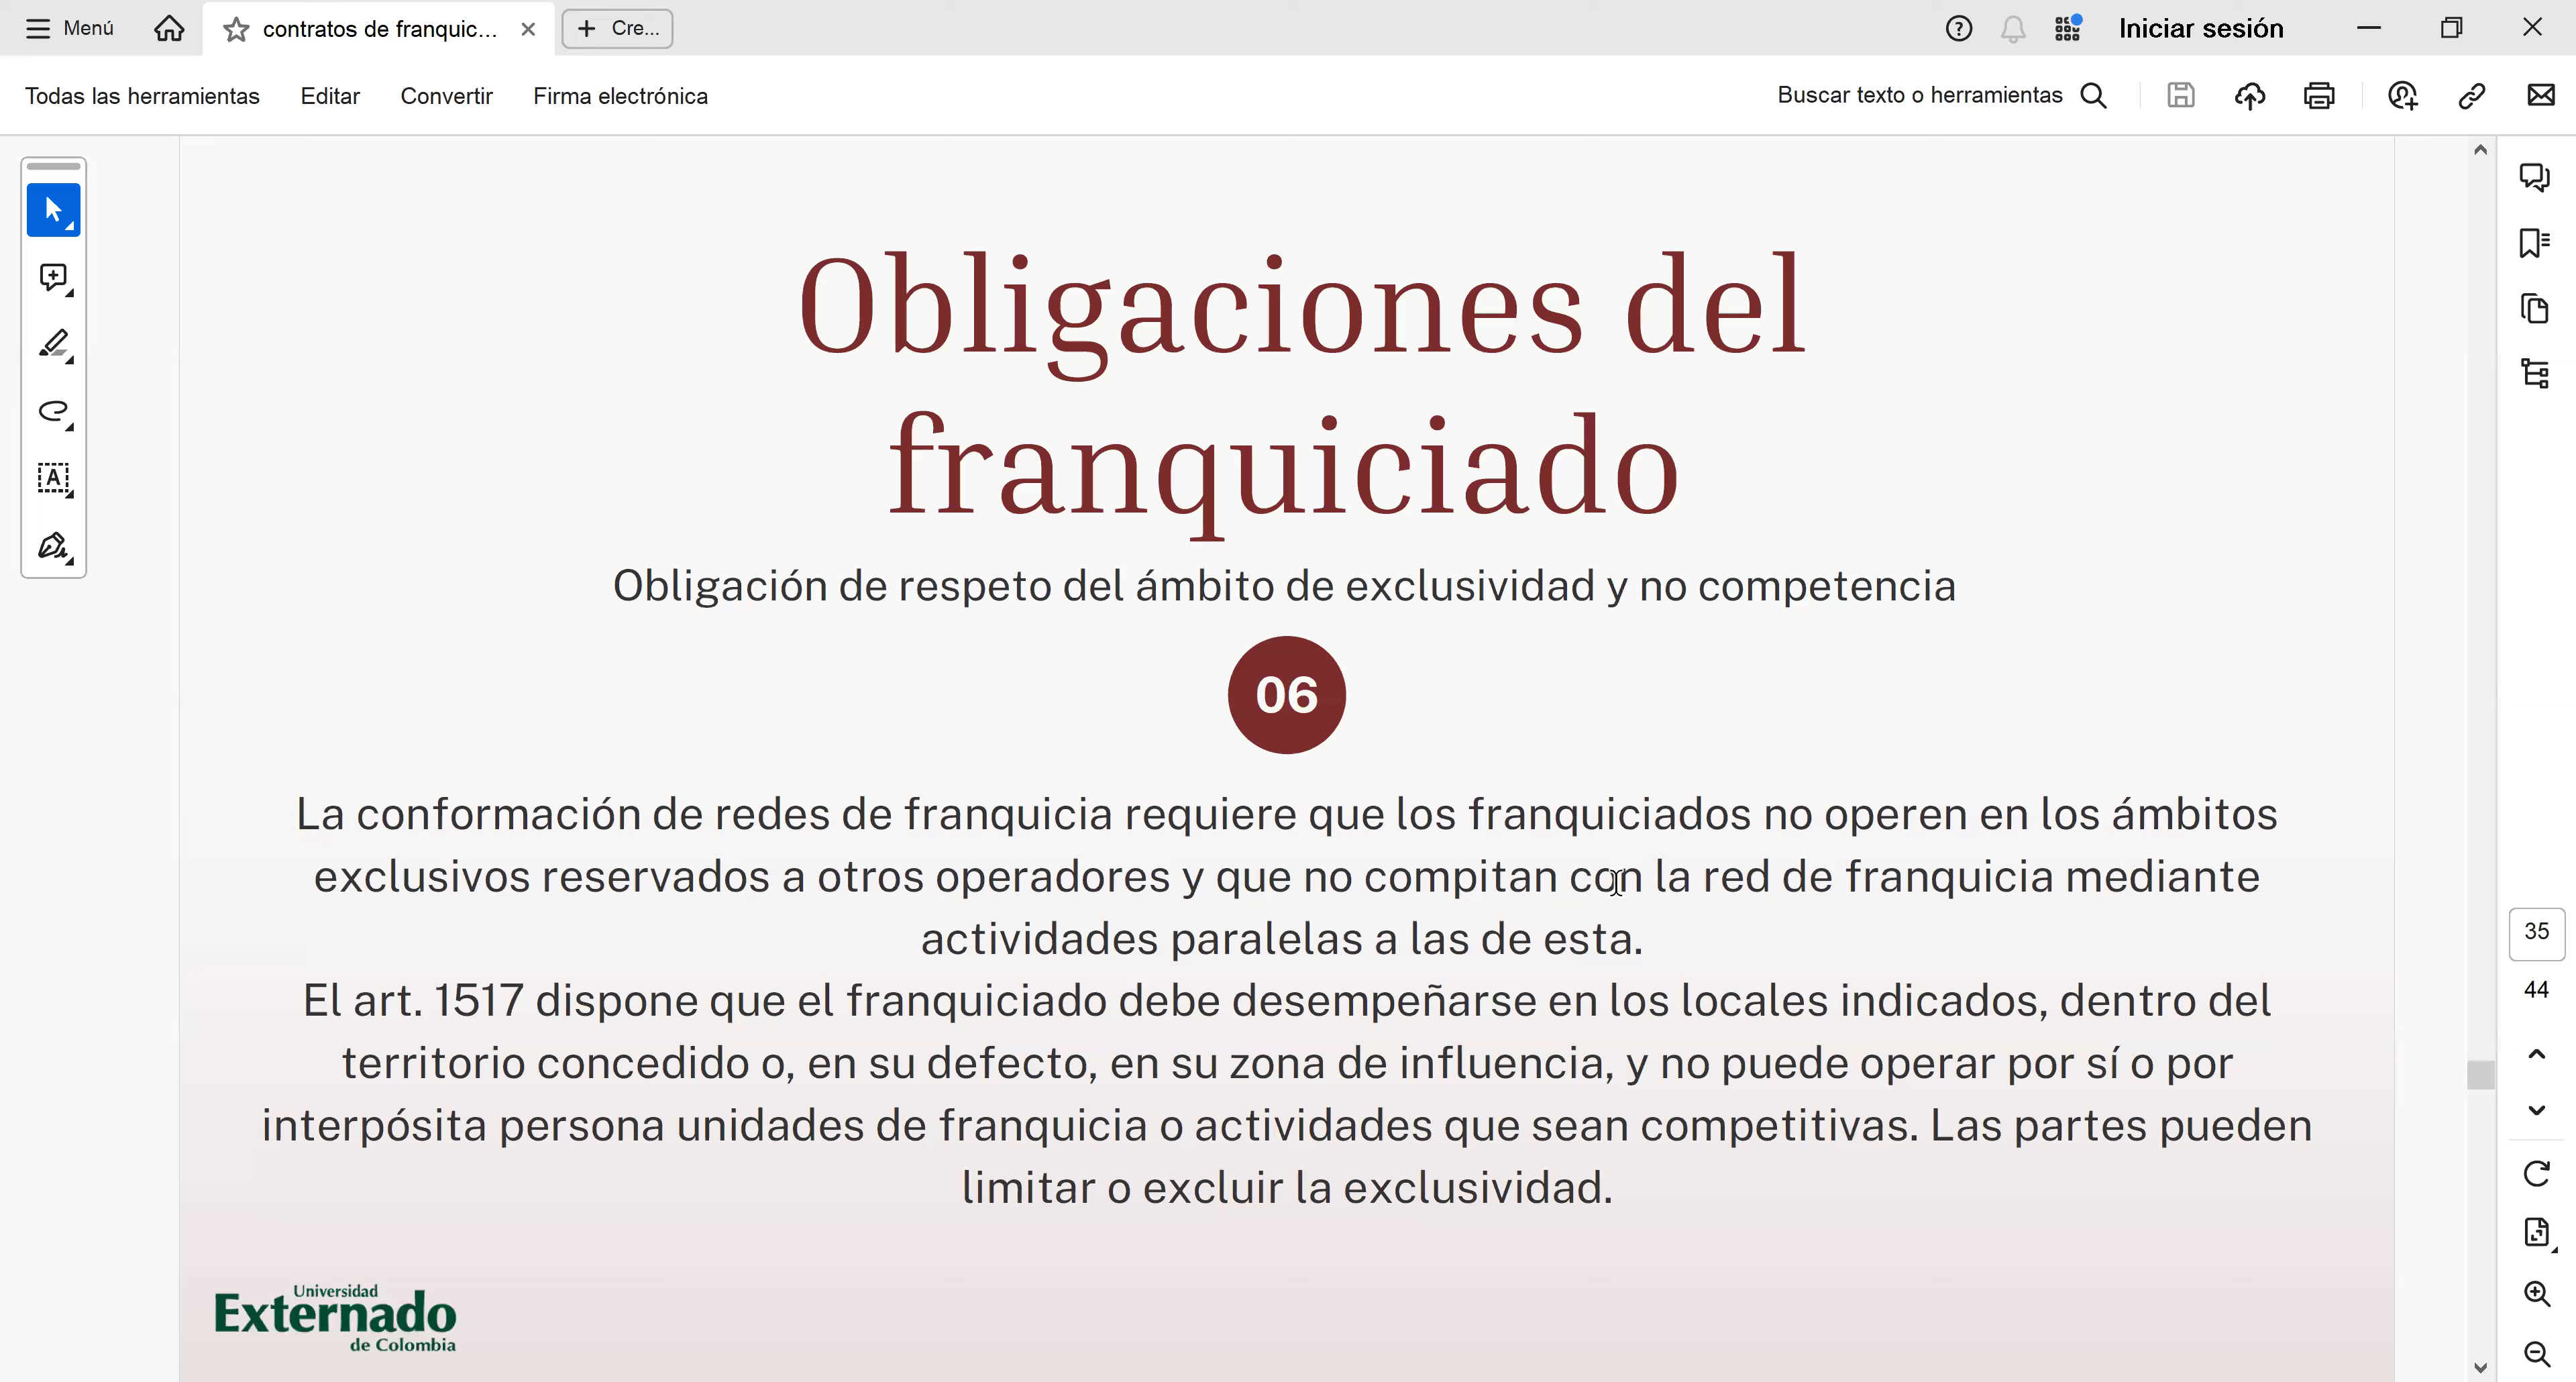 Menú
contratos de franquic...
Cre...
Iniciar sesión
Todas las herramientas
Editar
Convertir
Firma electrónica
Buscar texto o herramientas
Obligaciones del
franquiciado
Obligación de respeto del ámbito de exclusividad y no competencia
06
La conformación de redes de franquicia requiere que los franquiciados no operen en los ámbitos
exclusivos reservados a otros operadores y que no compitan con la red de franquicia mediante
actividades paralelas a las de esta.
El art. 1517 dispone que el franquiciado debe desempeñarse en los locales indicados, dentro del
territorio concedido o, en su defecto, en su zona de influencia, y no puede operar por sí o por
interpósita persona unidades de franquicia o actividades que sean competitivas. Las partes pueden
limitar o excluir la exclusividad.
35
44
Universidad
Externado
de Colombia